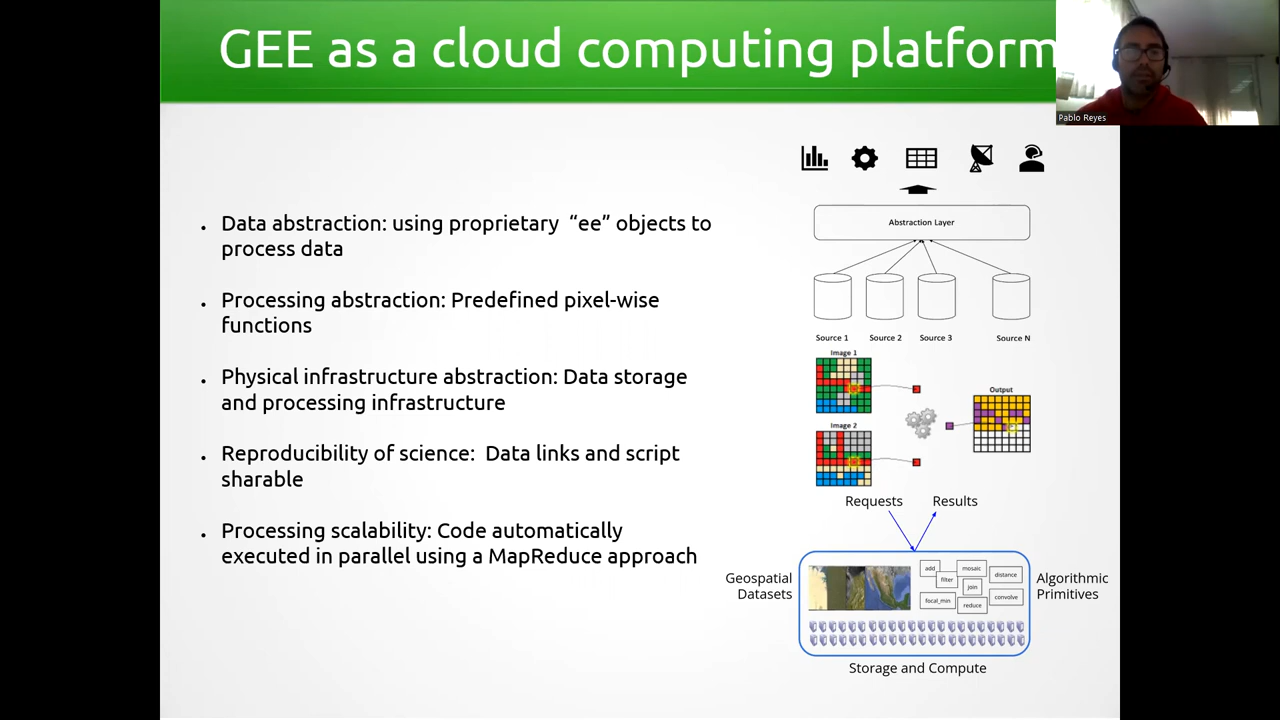 GEE as a cloud computing platform
Pablo Reyes
Data abstraction: using proprietary “ee” objects to
process data
Processing abstraction: Predefined pixel-wise
functions
Physical infrastructure abstraction: Data storage
and processing infrastructure
Reproducibility of science: Data links and script
sharable
Processing scalability: Code automatically
executed in parallel using a MapReduce approach
Abstraction Layer
Source 1 Source 2 Source 3 Source N
Image 1
Output
Image 2
Requests Results
Geospatial
Datasets
add
mosaic
filter
distance
join
focal_min
reduce
convolve
Algorithmic
Primitives
Storage and Compute